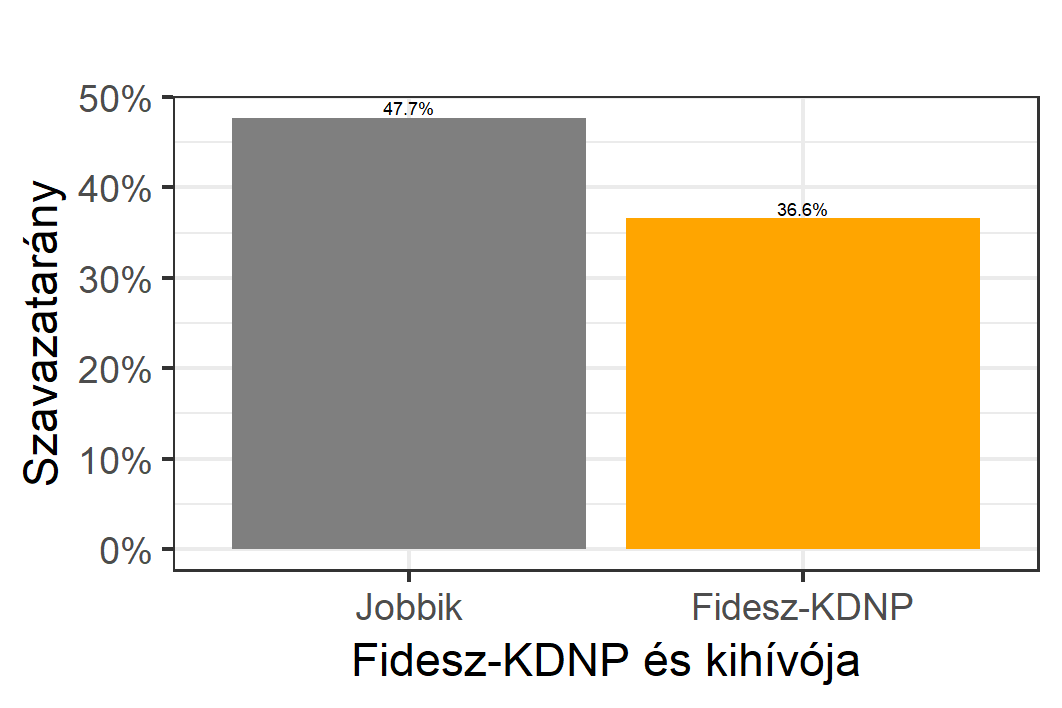 50%
40%
30%
20%
10%
0%
Szavazatarány
47.7%
36.6%
Jobbik
Fidesz-KDNP
Fidesz-KDNP és kihívója